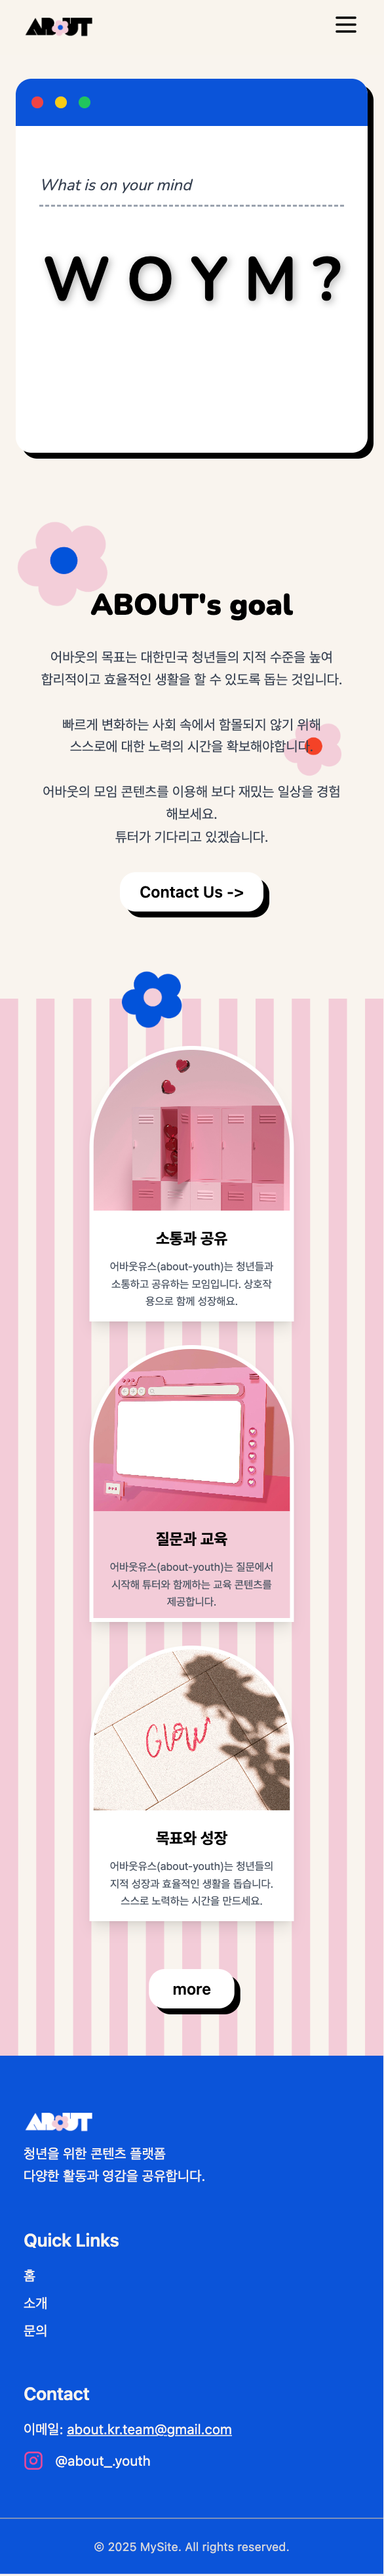 ABOUT
What is on your mind
WOYM?
ABOUT's goal
어바웃의 목표는 대한민국 청년들의 지적 수준을 높여
합리적이고 효율적인 생활을 할 수 있도록 돕는 것입니다.
빠르게 변화하는 사회 속에서 함몰되지 않기 위해
스스로에 대한 노력의 시간을 확보해야합니다.
어바웃의 모임 콘텐츠를 이용해 보다 재밌는 일상을 경험
해보세요.
튜터가 기다리고 있겠습니다.
Contact Us ->
소통과 공유
어바웃유스(about-youth)는 청년들과
소통하고 공유하는 모임입니다. 상호작
용으로 함께 성장해요.
질문과 교육
어바웃유스(about-youth)는 질문에서
시작해 튜터와 함께하는 교육 콘텐츠를
제공합니다.
GLOW
목표와 성장
어바웃유스(about-youth)는 청년들의
지적 성장과 효율적인 생활을 돕습니다.
스스로 노력하는 시간을 만드세요.
more
ABOUT
청년을 위한 콘텐츠 플랫폼
다양한 활동과 영감을 공유합니다.
Quick Links
홈
소개
문의
Contact
이메일: about.kr.team@gmail.com
@about_.youth
© 2025 MySite. All rights reserved.